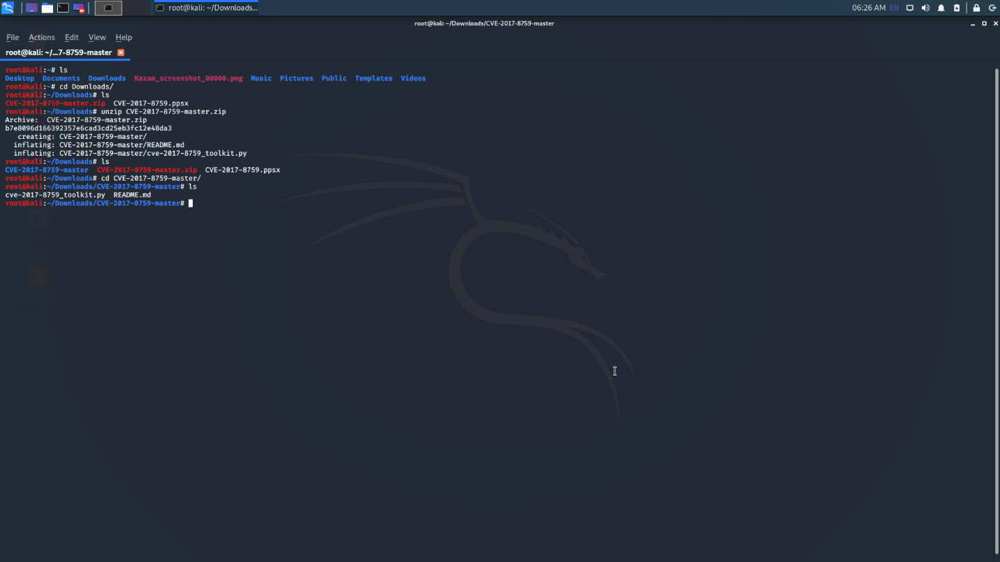 root@kali: ~/Downloads...
06:26 AM EN
root@kali: ~/Downloads/CVE-2017-8759-master
File Actions Edit View Help
root@kali: ~/...7-8759-master
root@kali:~# ls
Desktop Documents Downloads Kazam_screenshot_00000.png Music Pictures Public Templates Videos
root@kali:~# cd Downloads/
root@kali:~/Downloads# ls
CVE-2017-8759-master.zip CVE-2017-8759.ppsx
root@kali:~/Downloads# unzip CVE-2017-8759-master.zip
Archive: CVE-2017-8759-master.zip
b7e8096d166392357e6cad3cd25eb3fc12e48da3
creating: CVE-2017-8759-master/
inflating: CVE-2017-8759-master/README.md
inflating: CVE-2017-8759-master/cve-2017-8759_toolkit.py
root@kali:~/Downloads# ls
CVE-2017-8759-master CVE-2017-8759-master.zip CVE-2017-8759.ppsx
root@kali:~/Downloads# cd CVE-2017-8759-master/
root@kali:~/Downloads/CVE-2017-8759-master# ls
cve-2017-8759_toolkit.py README.md
root@kali:~/Downloads/CVE-2017-8759-master#